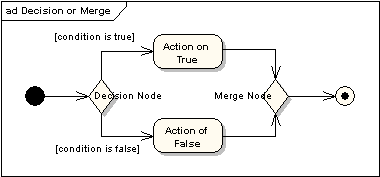 ad Decision or Merge
[condition is true]
Action on
True
Decision Node
Merge Node
Action of
False
[condition is false]